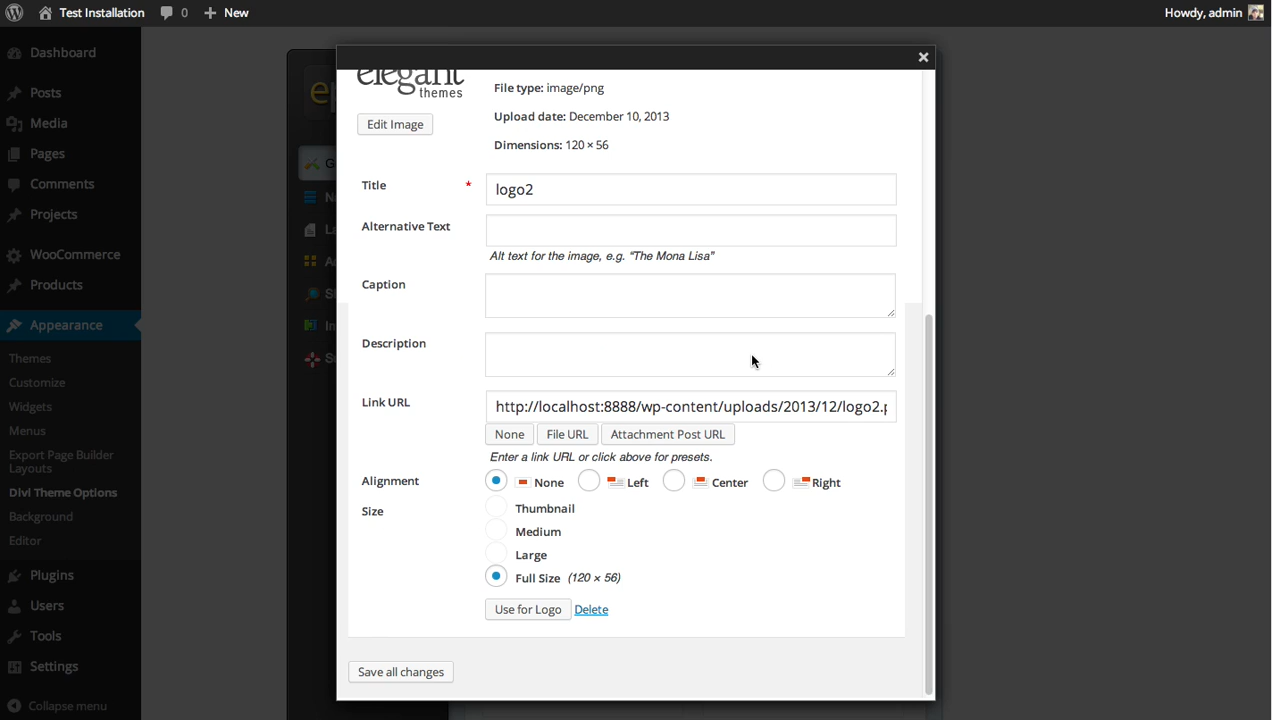 Test Installation
0
New
Howdy, admin
Dashboard
Posts
Media
Pages
Comments
Projects
WooCommerce
Products
Appearance
Themes
Customize
Widgets
Menus
Export Page Builder
Layouts
Divi Theme Options
Background
Editor
Plugins
Users
Tools
Settings
Collapse menu
elegant
themes
Edit Image
File type: image/png
Upload date: December 10, 2013
Dimensions: 120 × 56
Title * logo2
Alternative Text
Alt text for the image, e.g. “The Mona Lisa”
Caption
Description
Link URL http://localhost:8888/wp-content/uploads/2013/12/logo2.p
None File URL Attachment Post URL
Enter a link URL or click above for presets.
Alignment None Left Center Right
Size Thumbnail
Medium
Large
Full Size (120 × 56)
Use for Logo Delete
Save all changes